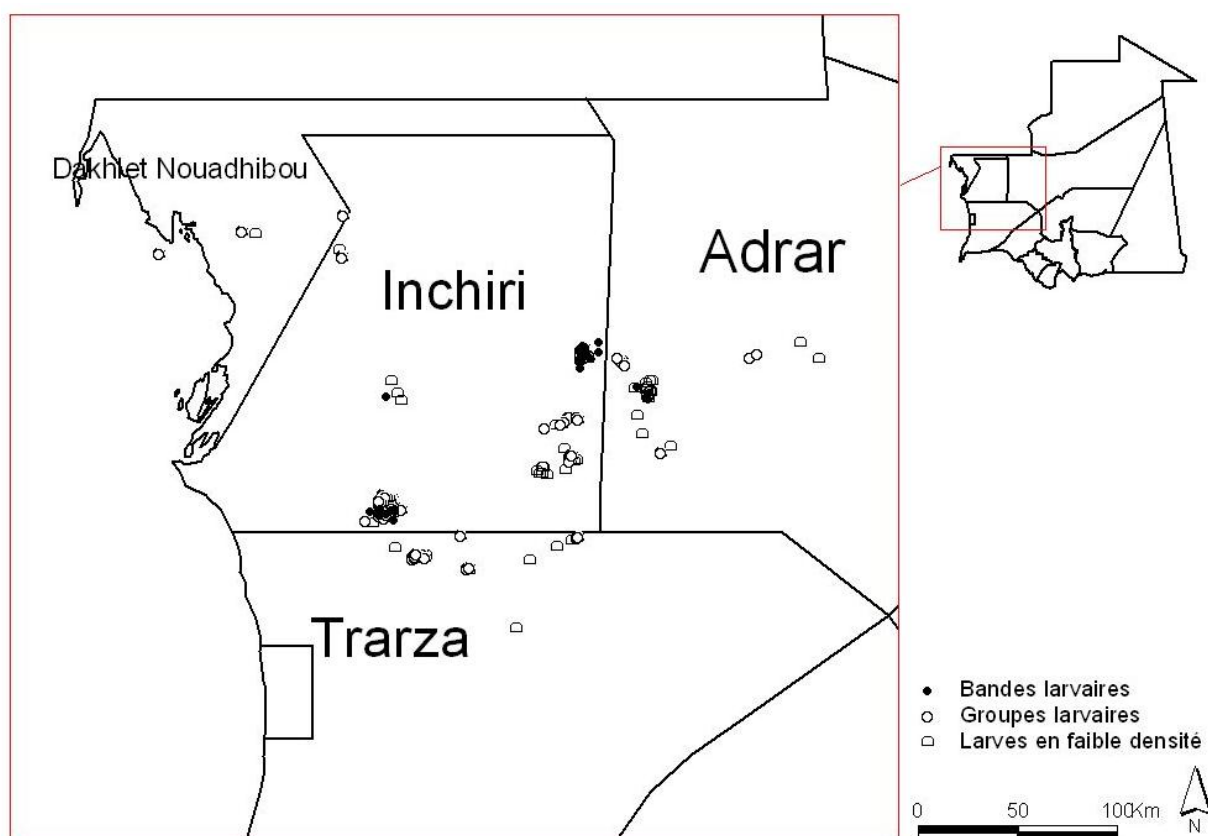 Dakhlet Nouadhibou
Inchiri
Adrar
Trarza
Bandes larvaires
Groupes larvaires
Larves en faible densité
0 50 100Km
N